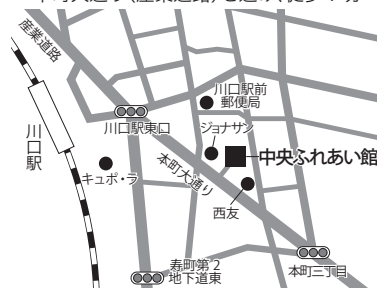 産業道路
川口駅前
郵便局
川口駅東口
ジョナサン
川口駅
中央ふれあい館
キュポ・ラ
本町大通り
西友
寿町第2
地下道東
本町三丁目